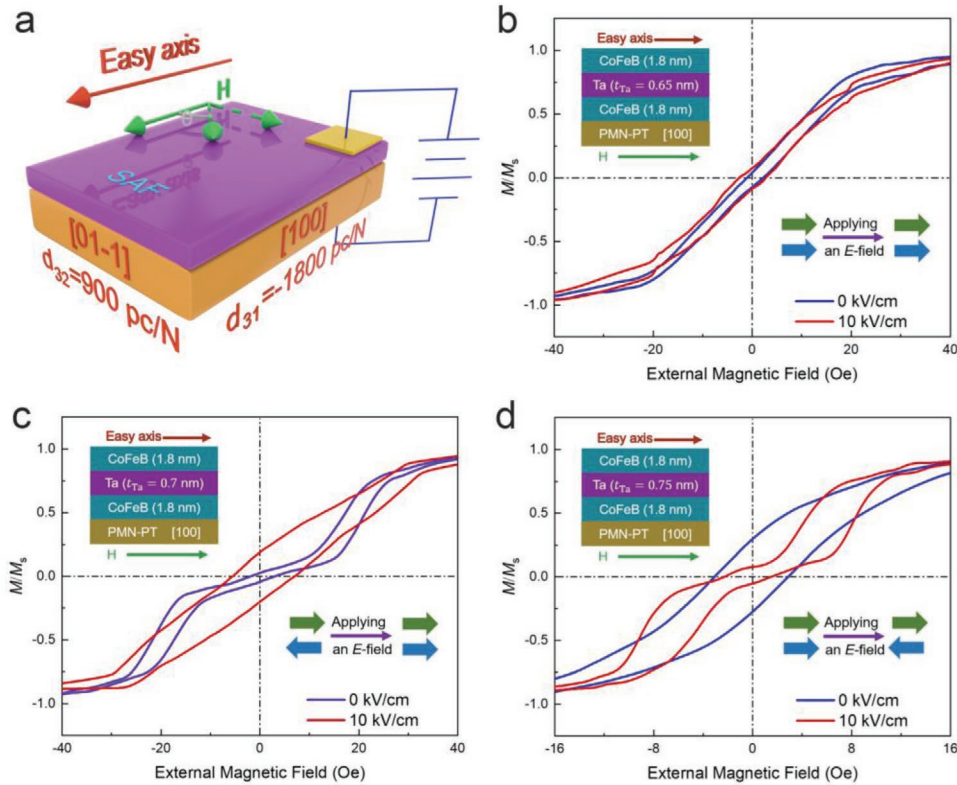 a
Easy axis
H
SAF
[01-1]
[100]
d32=900 pc/N
d31=-1800 pc/N
b
Easy axis
CoFeB (1.8 nm)
Ta (tTa = 0.65 nm)
CoFeB (1.8 nm)
PMN-PT [100]
H
Applying
an E-field
0 kV/cm
10 kV/cm
M/Ms
1.0
0.5
0.0
-0.5
-1.0
-40
-20
0
20
40
External Magnetic Field (Oe)
c
Easy axis
CoFeB (1.8 nm)
Ta (tTa = 0.7 nm)
CoFeB (1.8 nm)
PMN-PT [100]
H
Applying
an E-field
0 kV/cm
10 kV/cm
M/Ms
1.0
0.5
0.0
-0.5
-1.0
-40
-20
0
20
40
External Magnetic Field (Oe)
d
Easy axis
CoFeB (1.8 nm)
Ta (tTa = 0.75 nm)
CoFeB (1.8 nm)
PMN-PT [100]
H
Applying
an E-field
0 kV/cm
10 kV/cm
M/Ms
1.0
0.5
0.0
-0.5
-1.0
-16
-8
0
8
16
External Magnetic Field (Oe)